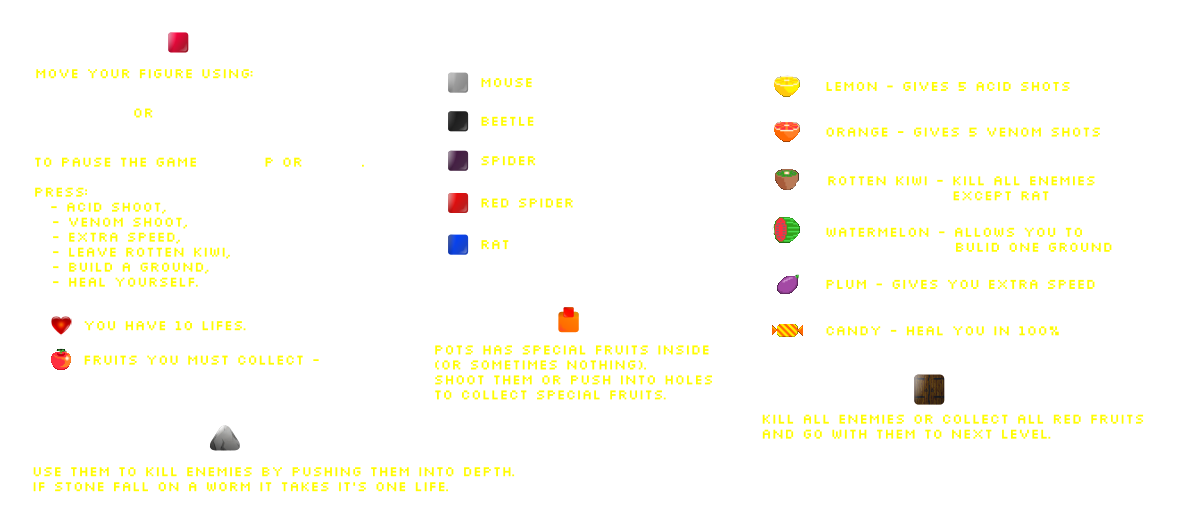 MOVE YOUR FIGURE USING:
OR
TO PAUSE THE GAME P OR .
PRESS:
- ACID SHOOT,
- VENOM SHOOT,
- EXTRA SPEED,
- LEAVE ROTTEN KIWI,
- BUILD A GROUND,
- HEAL YOURSELF.
YOU HAVE 10 LIFES.
FRUITS YOU MUST COLLECT -
USE THEM TO KILL ENEMIES BY PUSHING THEM INTO DEPTH.
IF STONE FALL ON A WORM IT TAKES IT'S ONE LIFE.
MOUSE
BEETLE
SPIDER
RED SPIDER
RAT
POTS HAS SPECIAL FRUITS INSIDE
(OR SOMETIMES NOTHING).
SHOOT THEM OR PUSH INTO HOLES
TO COLLECT SPECIAL FRUITS.
LEMON - GIVES 5 ACID SHOTS
ORANGE - GIVES 5 VENOM SHOTS
ROTTEN KIWI - KILL ALL ENEMIES
EXCEPT RAT
WATERMELON - ALLOWS YOU TO
BULID ONE GROUND
PLUM - GIVES YOU EXTRA SPEED
CANDY - HEAL YOU IN 100%
KILL ALL ENEMIES OR COLLECT ALL RED FRUITS
AND GO WITH THEM TO NEXT LEVEL.